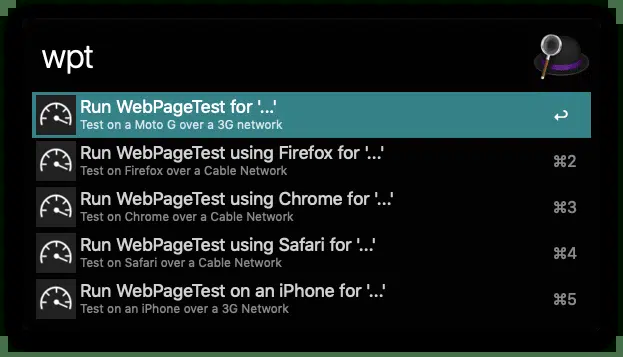 wpt
Run WebPageTest for '...'
Test on a Moto G over a 3G network
↩
Run WebPageTest using Firefox for '...'
Test on Firefox over a Cable Network
⌘2
Run WebPageTest using Chrome for '...'
Test on Chrome over a Cable Network
⌘3
Run WebPageTest using Safari for '...'
Test on Safari over a Cable Network
⌘4
Run WebPageTest on an iPhone for '...'
Test on an iPhone over a 3G Network
⌘5